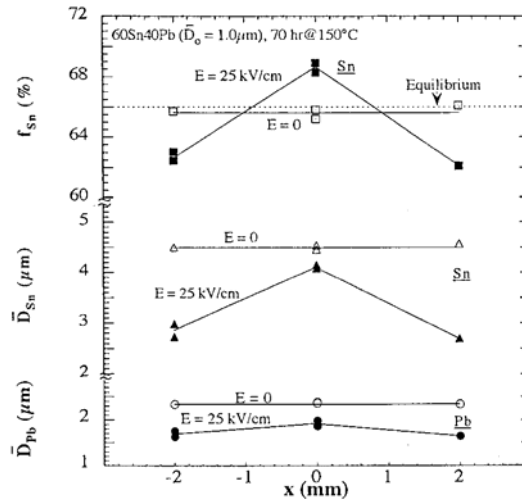 72
60Sn40Pb (D̄o = 1.0μm), 70 hr@150°C
E = 25 kV/cm
Sn
Equilibrium
68
fSn (%)
E = 0
64
60
5
E = 0
4
Sn
D̄Sn (μm)
E = 25 kV/cm
3
2
E = 0
D̄Pb (μm)
2
E = 25 kV/cm
Pb
1
-2 -1 0 1 2
x (mm)